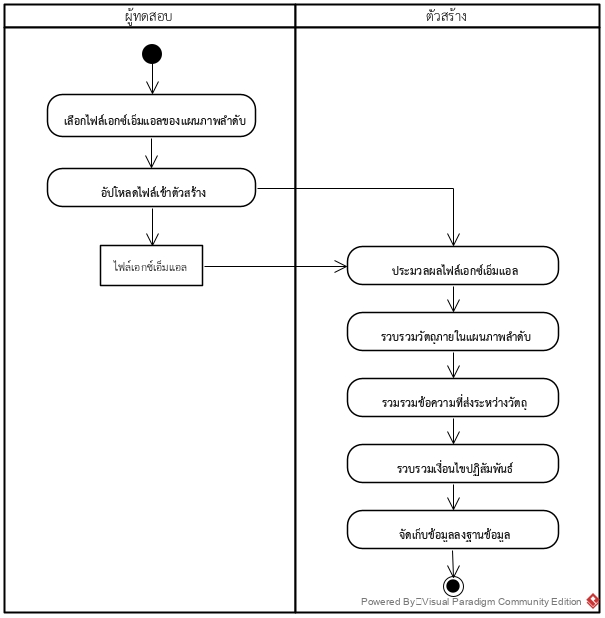 ผู้ทดสอบ
ตัวสร้าง
เลือกไฟล์เอกซ์เอ็มแอลของแผนภาพลำดับ
อัปโหลดไฟล์เข้าตัวสร้าง
ไฟล์เอกซ์เอ็มแอล
ประมวลผลไฟล์เอกซ์เอ็มแอล
รวบรวมวัตถุภายในแผนภาพลำดับ
รวมรวมข้อความที่ส่งระหว่างวัตถุ
รวบรวมเงื่อนไขปฏิสัมพันธ์
จัดเก็บข้อมูลลงฐานข้อมูล
Powered By Visual Paradigm Community Edition